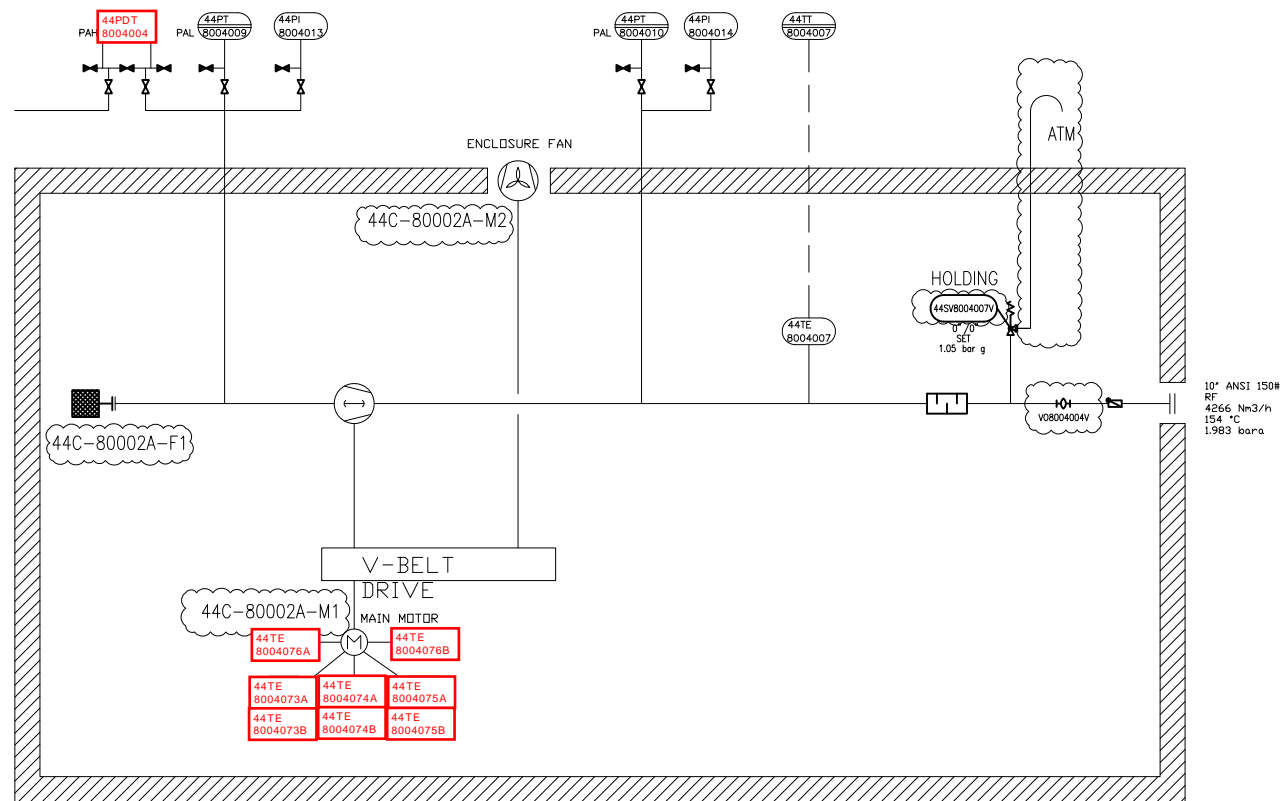 44PDT
8004004
PAH
44PT
8004009
PAL
44PI
8004013
44PT
8004010
PAL
44PI
8004014
44TT
8004007
ATM
ENCLOSURE FAN
44C-80002A-M2
HOLDING
44SV8004007V
SET
1.05 bar g
44TE
8004007
10" ANSI 150#
RF
4266 Nm3/h
154 °C
1.983 bara
VO8004004V
44C-80002A-F1
V-BELT
DRIVE
44C-80002A-M1
MAIN MOTOR
M
44TE
8004076A
44TE
8004076B
44TE
8004073A
44TE
8004074A
44TE
8004075A
44TE
8004073B
44TE
8004074B
44TE
8004075B